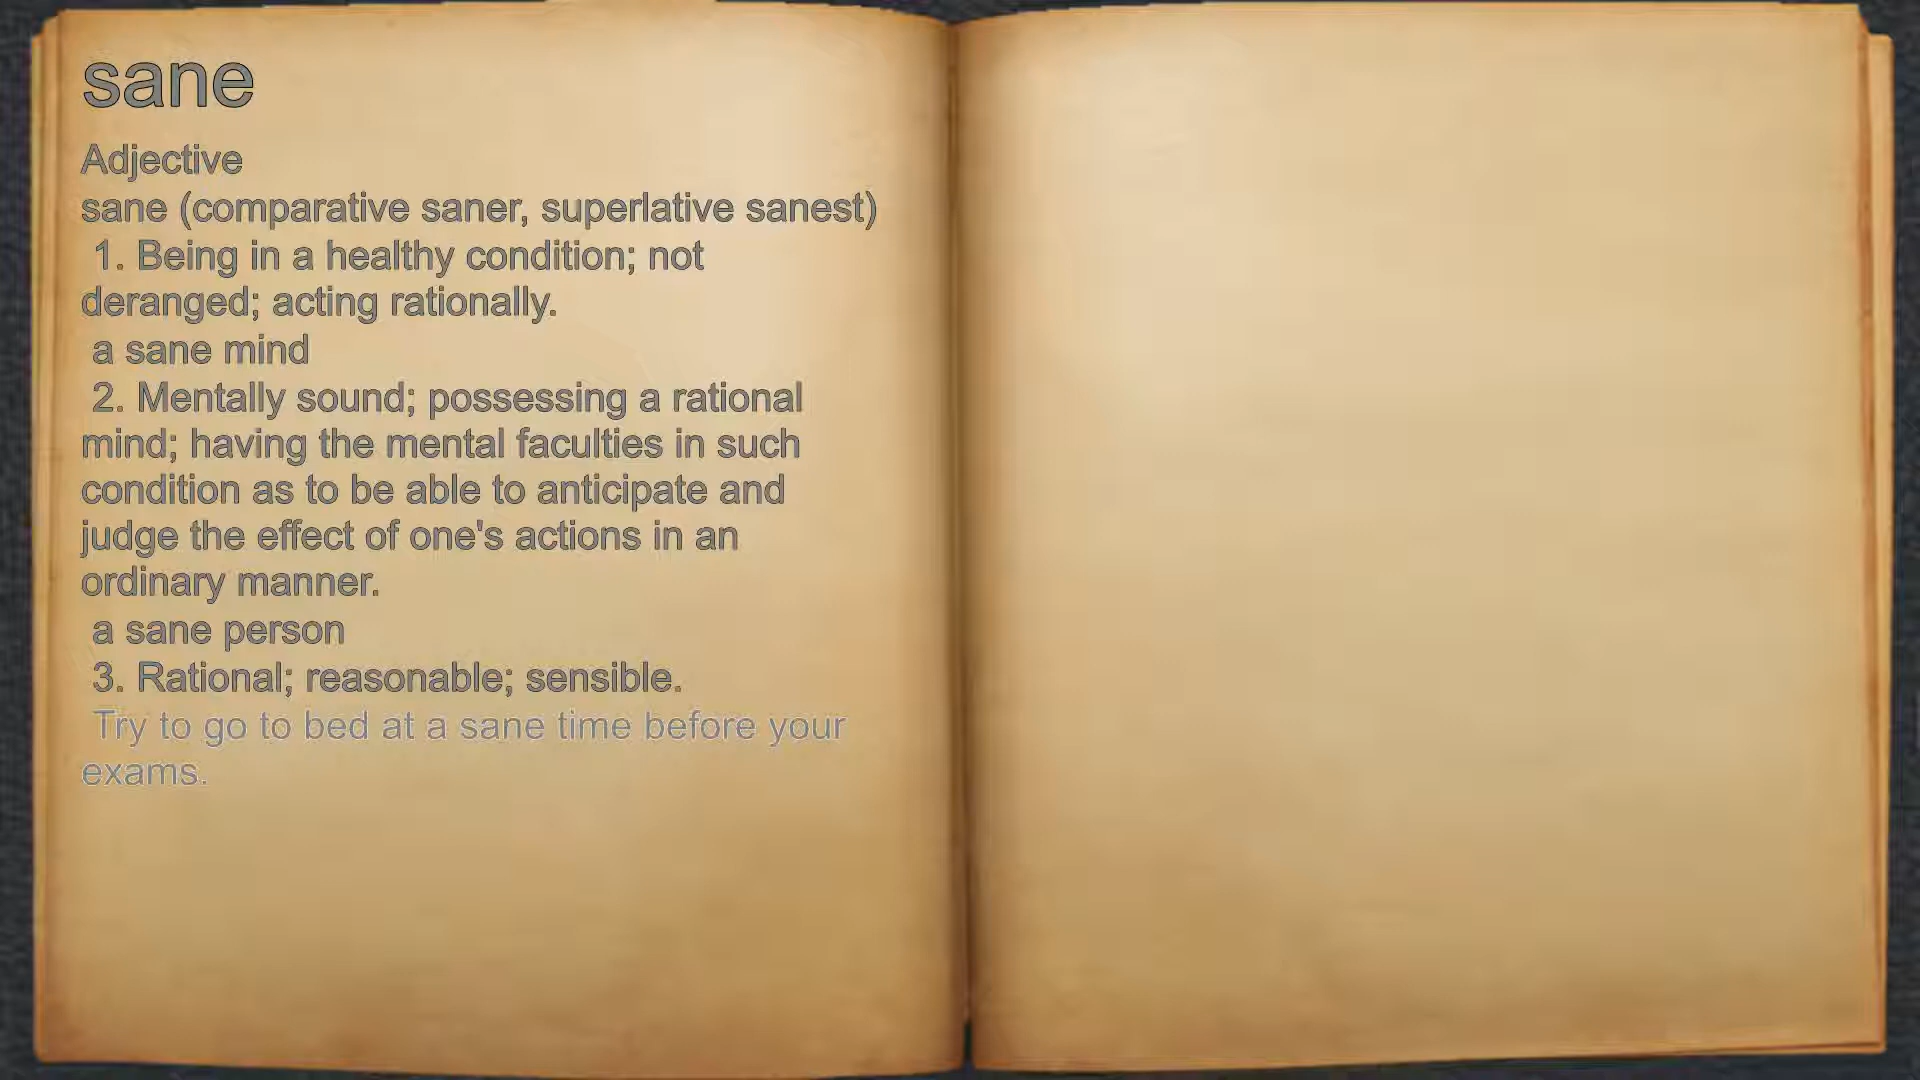 sane
Adjective
sane (comparative saner, superlative sanest)
1. Being in a healthy condition; not
deranged; acting rationally.
a sane mind
2. Mentally sound; possessing a rational
mind; having the mental faculties in such
condition as to be able to anticipate and
judge the effect of one's actions in an
ordinary manner.
a sane person
3. Rational; reasonable; sensible.
Try to go to bed at a sane time before your
exams.